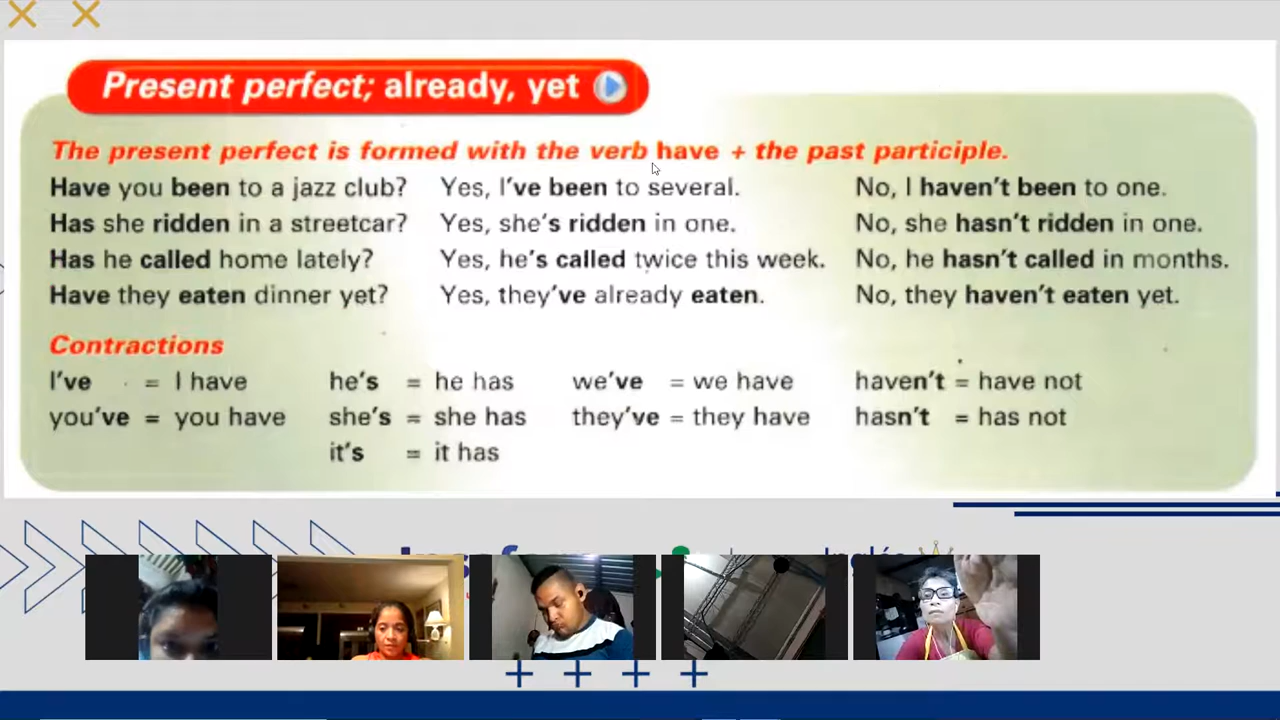 Present perfect; already, yet
The present perfect is formed with the verb have + the past participle.
Have you been to a jazz club? Yes, I've been to several. No, I haven't been to one.
Has she ridden in a streetcar? Yes, she's ridden in one. No, she hasn't ridden in one.
Has he called home lately? Yes, he's called twice this week. No, he hasn't called in months.
Have they eaten dinner yet? Yes, they've already eaten. No, they haven't eaten yet.
Contractions
I've = I have he's = he has we've = we have haven't = have not
you've = you have she's = she has they've = they have hasn't = has not
it's = it has